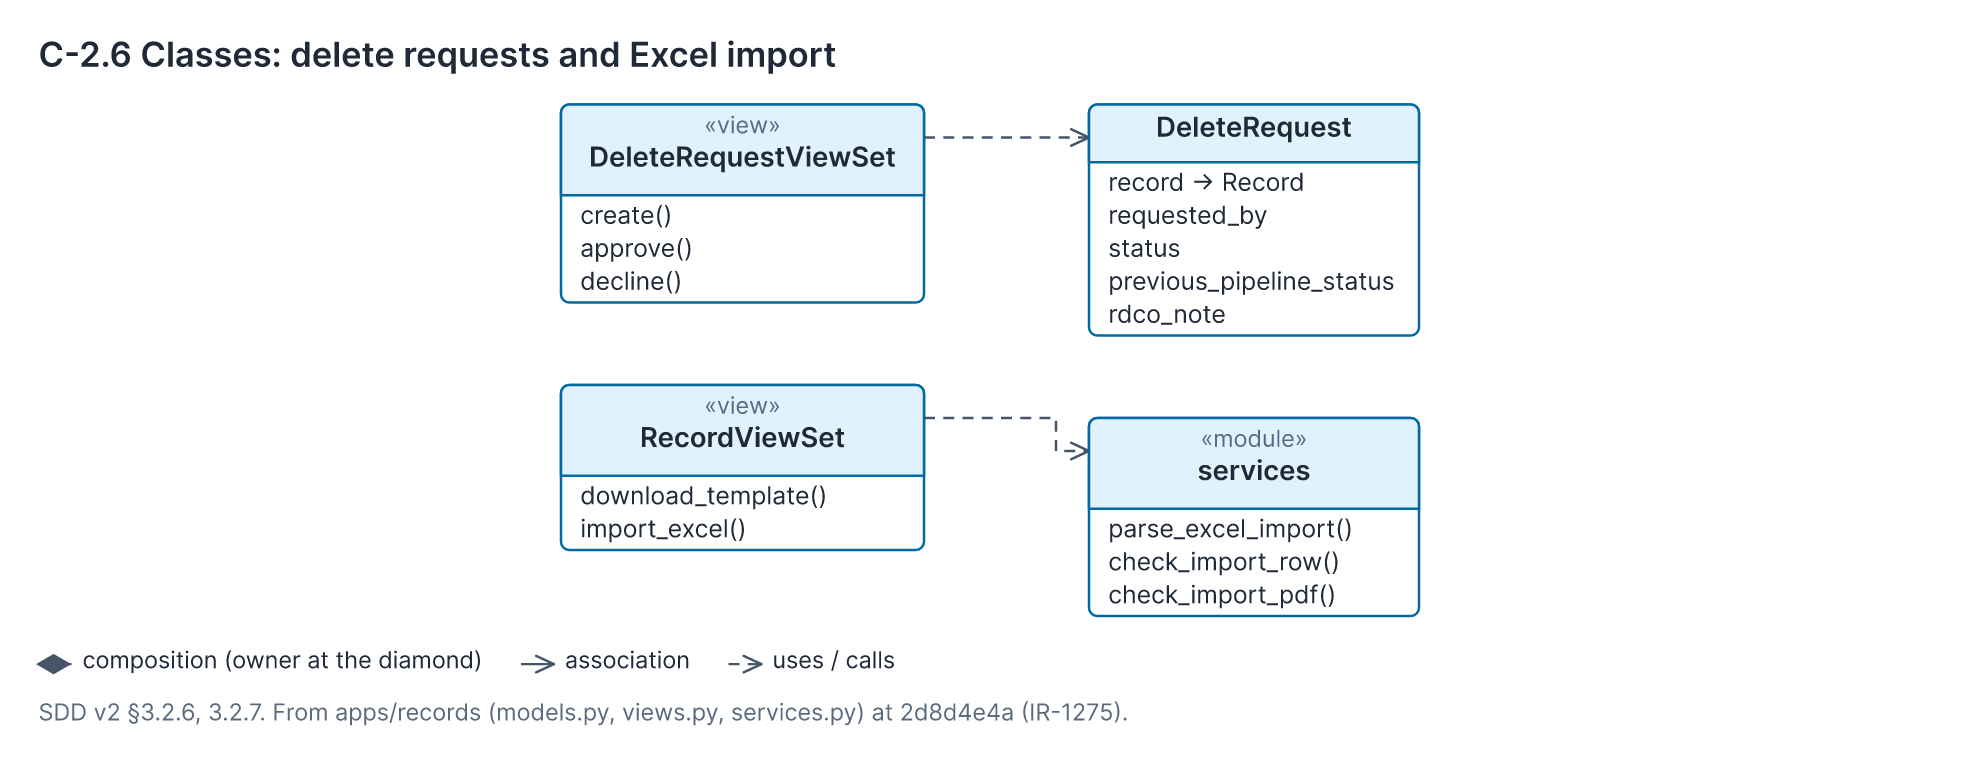 C-2.6 Classes: delete requests and Excel import
«view»
DeleteRequestViewSet
create()
approve()
decline()
DeleteRequest
record → Record
requested_by
status
previous_pipeline_status
rdco_note
«view»
RecordViewSet
download_template()
import_excel()
«module»
services
parse_excel_import()
check_import_row()
check_import_pdf()
composition (owner at the diamond)
association
uses / calls
SDD v2 §3.2.6, 3.2.7. From apps/records (models.py, views.py, services.py) at 2d8d4e4a (IR-1275).